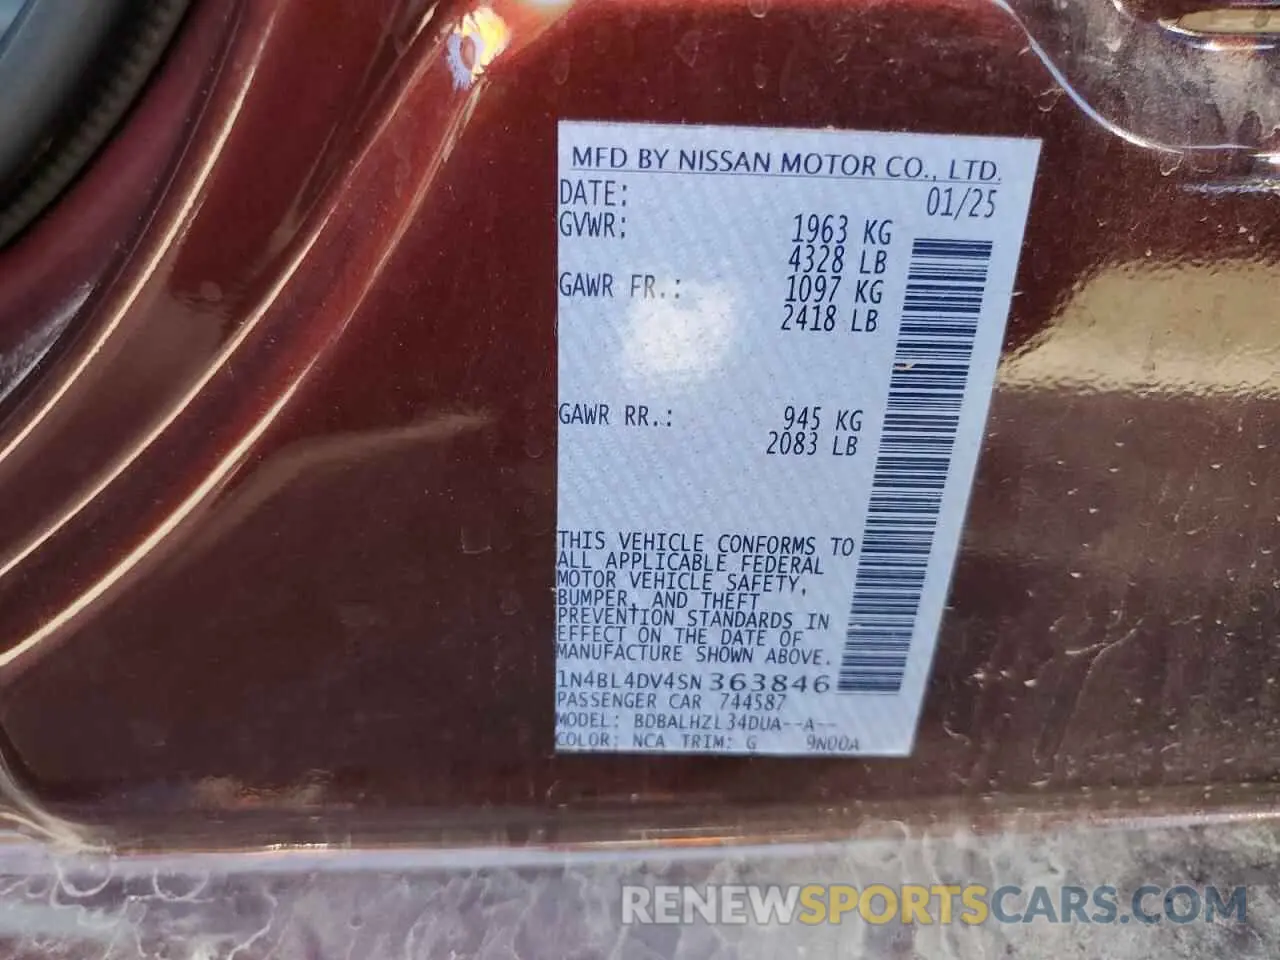 MFD BY NISSAN MOTOR CO., LTD.
DATE: 01/25
GVWR: 1963 KG
4328 LB
GAWR FR.: 1097 KG
2418 LB
GAWR RR.: 945 KG
2083 LB
THIS VEHICLE CONFORMS TO
ALL APPLICABLE FEDERAL
MOTOR VEHICLE SAFETY,
BUMPER, AND THEFT
PREVENTION STANDARDS IN
EFFECT ON THE DATE OF
MANUFACTURE SHOWN ABOVE.
1N4BL4DV4SN363846
PASSENGER CAR 744587
MODEL: BDBALHZL34DUA--A--
COLOR: NCA TRIM: G 9N00A
RENEWSPORTSCARS.COM